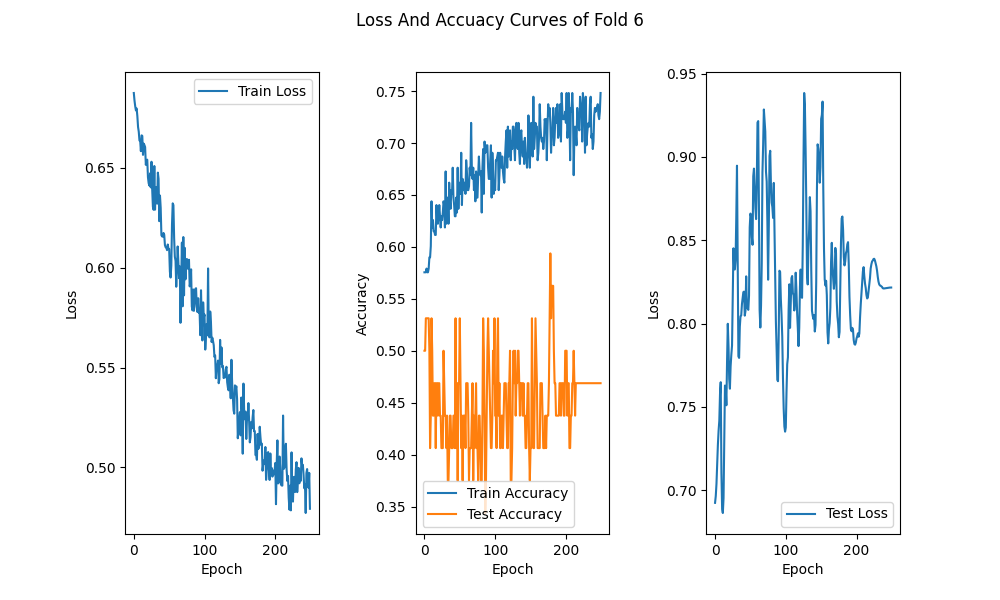 Loss And Accuacy Curves of Fold 6
Train Loss
0.65
0.60
0.55
0.50
Loss
0 100 200
Epoch
0.75
0.70
0.65
0.60
0.55
0.50
0.45
0.40
0.35
Accuracy
Train Accuracy
Test Accuracy
0 100 200
Epoch
0.95
0.90
0.85
0.80
0.75
0.70
Loss
Test Loss
0 100 200
Epoch